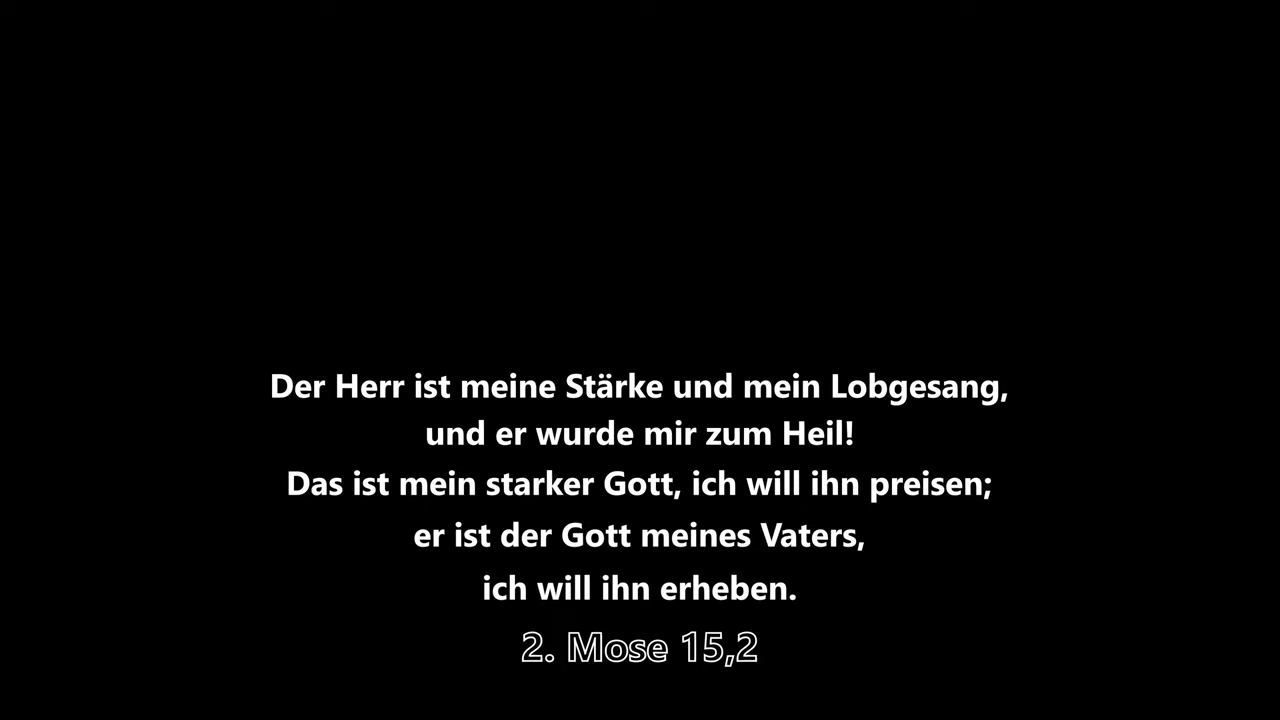 Der Herr ist meine Stärke und mein Lobgesang,
und er wurde mir zum Heil!
Das ist mein starker Gott, ich will ihn preisen;
er ist der Gott meines Vaters,
ich will ihn erheben.
2. Mose 15,2